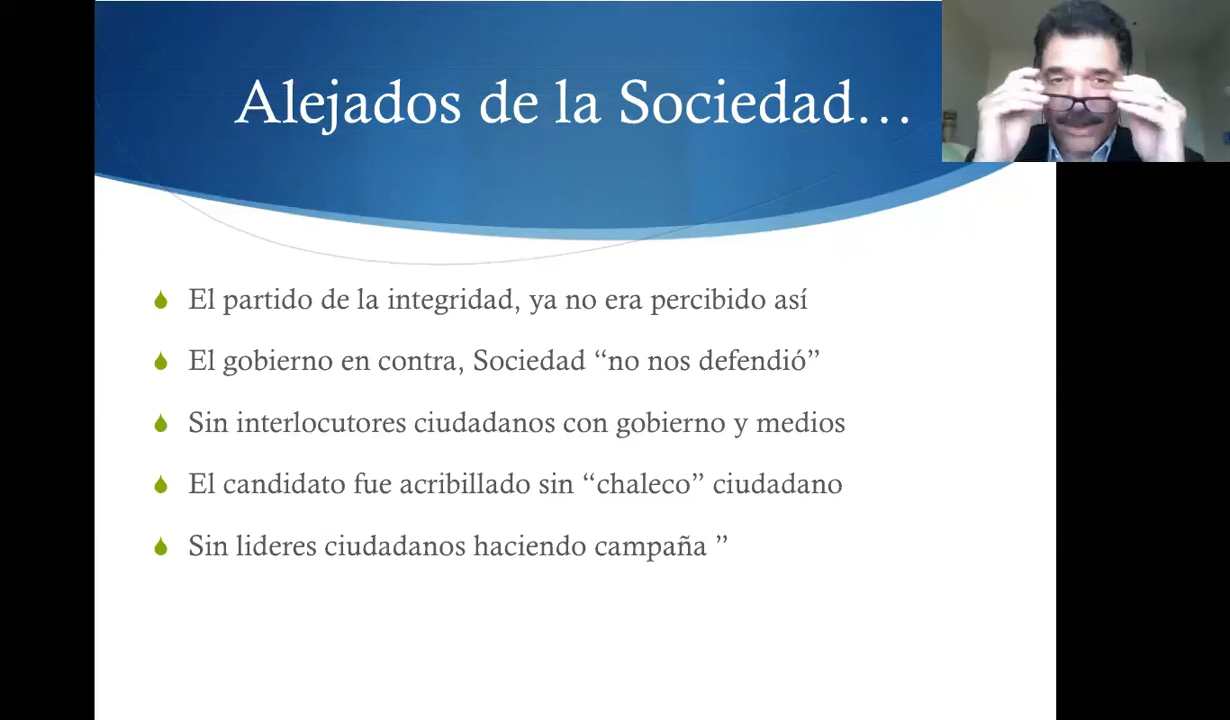 Alejados de la Sociedad…
El partido de la integridad, ya no era percibido así
El gobierno en contra, Sociedad “no nos defendió”
Sin interlocutores ciudadanos con gobierno y medios
El candidato fue acribillado sin “chaleco” ciudadano
Sin lideres ciudadanos haciendo campaña ”